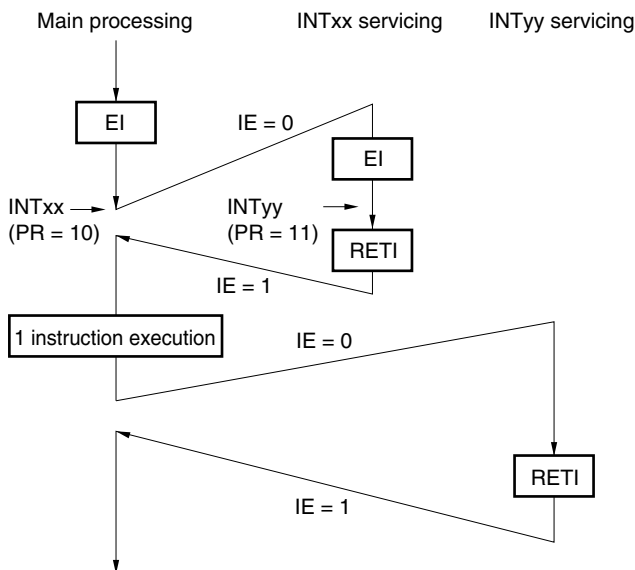 Main processing
INTxx servicing
INTyy servicing
EI
IE = 0
EI
INTxx
(PR = 10)
INTyy
(PR = 11)
RETI
IE = 1
1 instruction execution
IE = 0
RETI
IE = 1